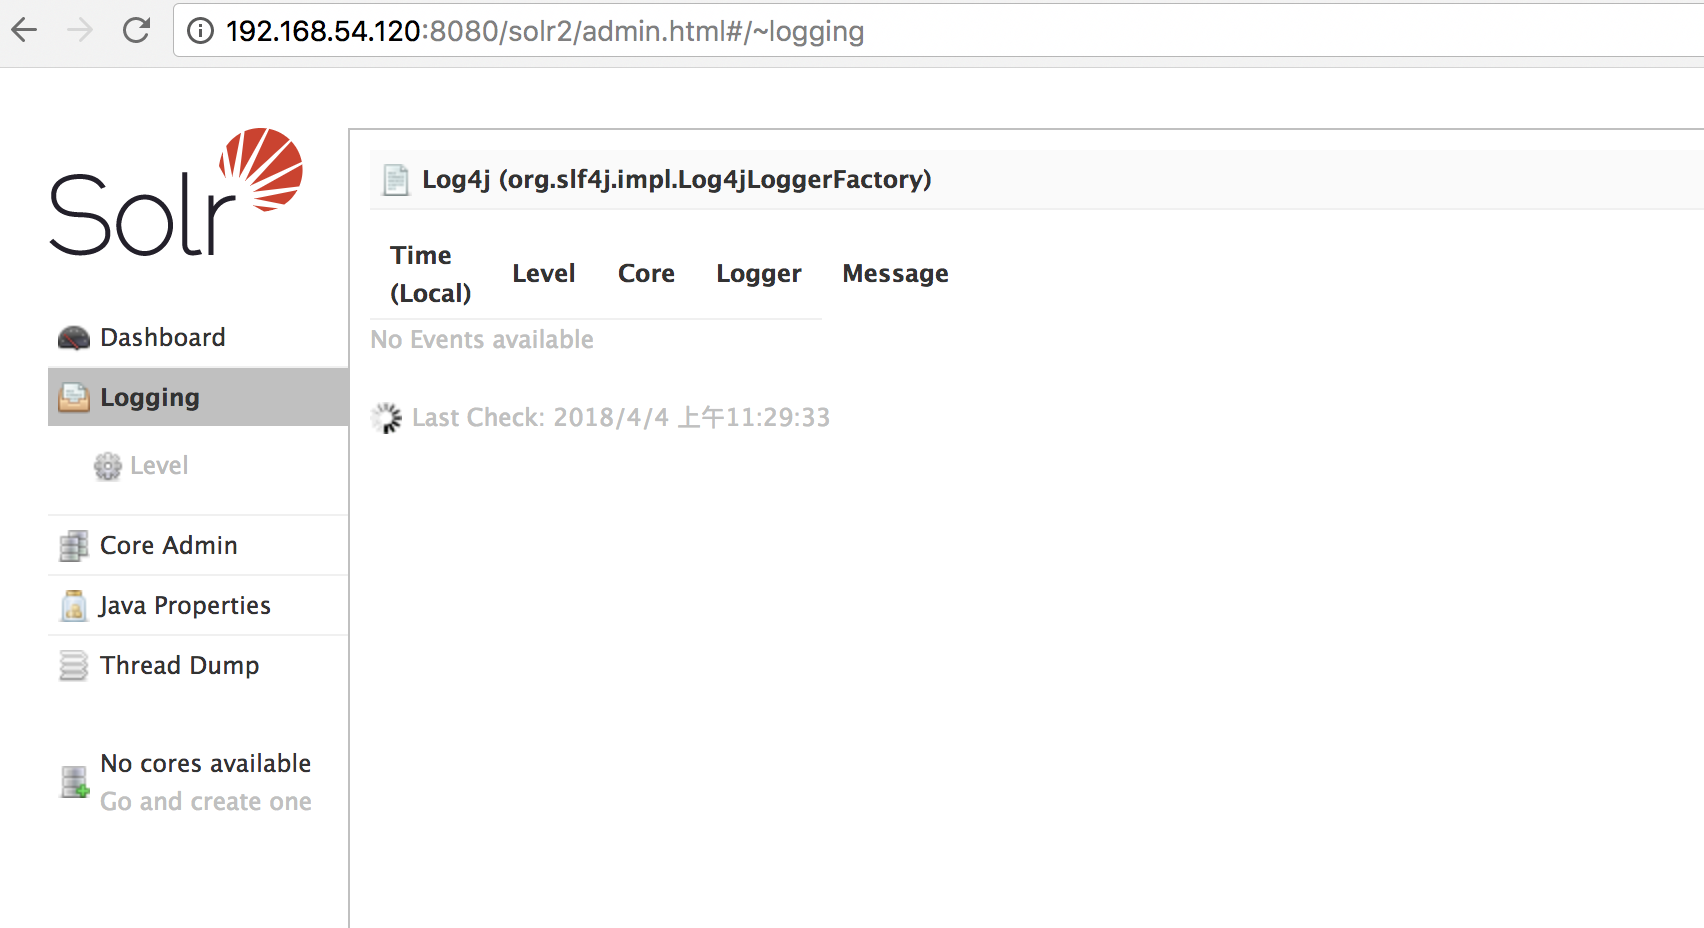 192.168.54.120:8080/solr2/admin.html#/~logging
Solr
Dashboard
Logging
Level
Core Admin
Java Properties
Thread Dump
No cores available
Go and create one
Log4j (org.slf4j.impl.Log4jLoggerFactory)
Time (Local) Level Core Logger Message
No Events available
Last Check: 2018/4/4 上午11:29:33